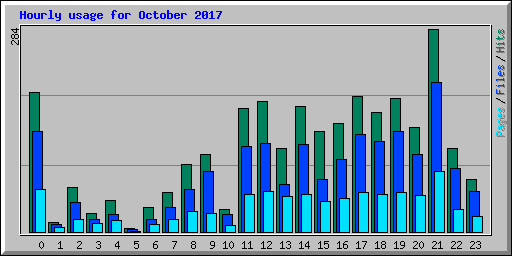 Hourly usage for October 2017
284
Pages/Files/Hits
0 1 2 3 4 5 6 7 8 9 10 11 12 13 14 15 16 17 18 19 20 21 22 23